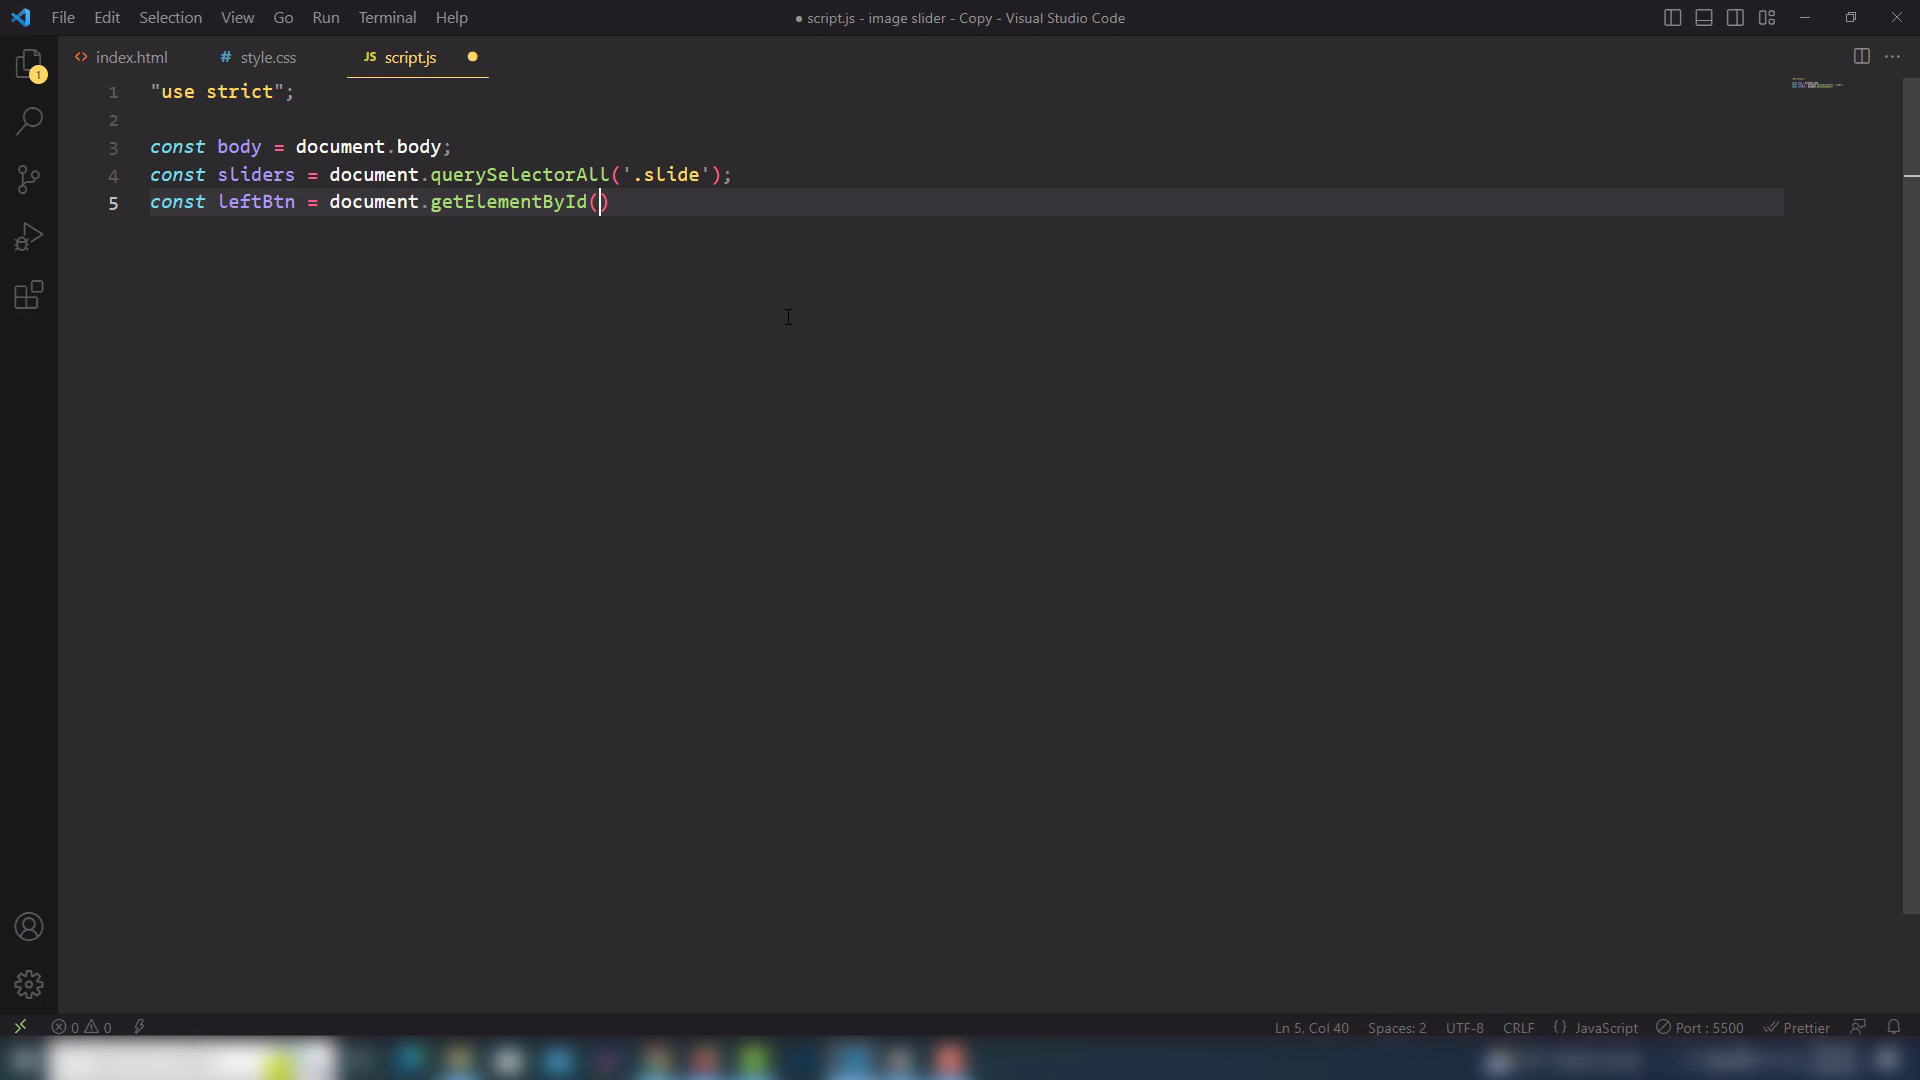 File Edit Selection View Go Run Terminal Help
● script.js - image slider - Copy - Visual Studio Code
<> index.html
# style.css
JS script.js ●
1
1 "use strict";
2
3 const body = document.body;
4 const sliders = document.querySelectorAll('.slide');
5 const leftBtn = document.getElementById()
0 0
Ln 5, Col 40 Spaces: 2 UTF-8 CRLF {} JavaScript Port : 5500 Prettier